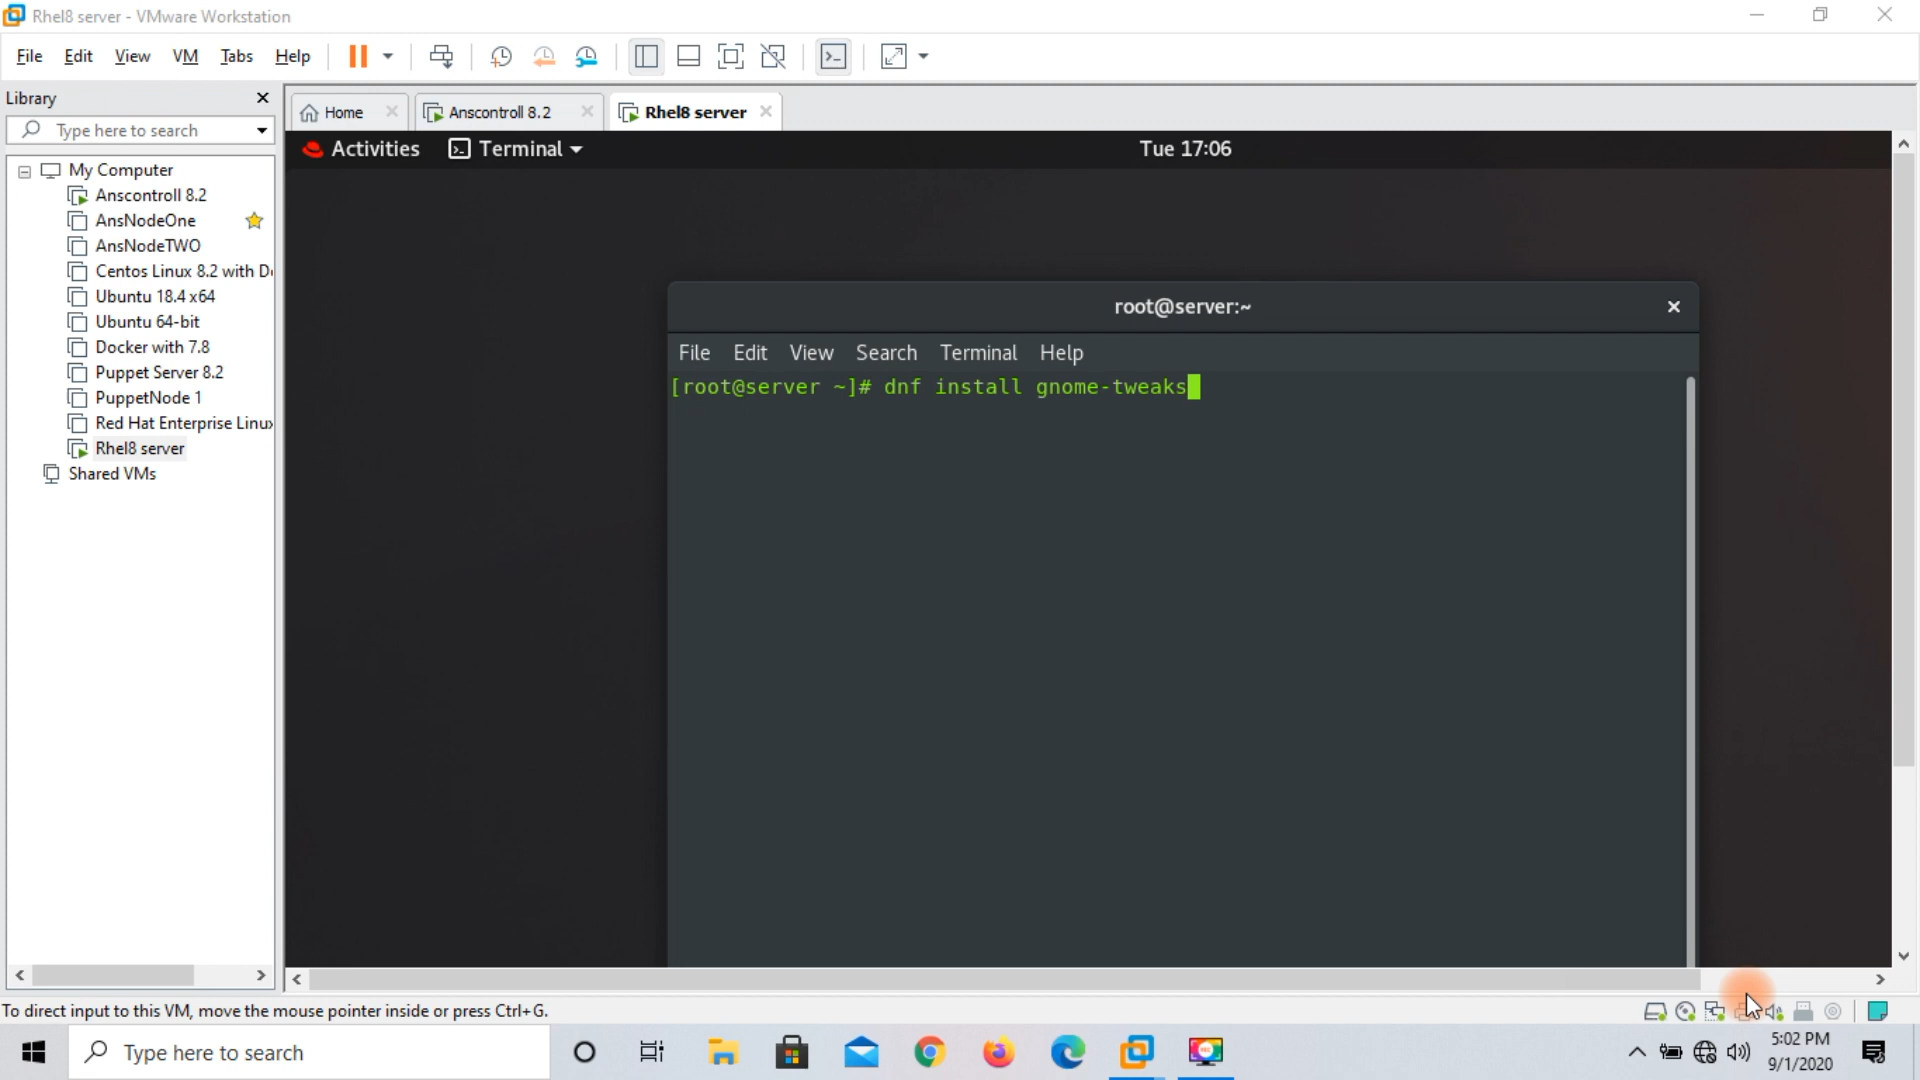 Rhel8 server - VMware Workstation
File Edit View VM Tabs Help
Library
Type here to search
Home
Anscontroll 8.2
Rhel8 server
My Computer
Anscontroll 8.2
AnsNodeOne
AnsNodeTWO
Centos Linux 8.2 with D
Ubuntu 18.4 x64
Ubuntu 64-bit
Docker with 7.8
Puppet Server 8.2
PuppetNode 1
Red Hat Enterprise Linux
Rhel8 server
Shared VMs
Activities Terminal Tue 17:06
root@server:~
File Edit View Search Terminal Help
[root@server ~]# dnf install gnome-tweaks
To direct input to this VM, move the mouse pointer inside or press Ctrl+G.
Type here to search
5:02 PM
9/1/2020